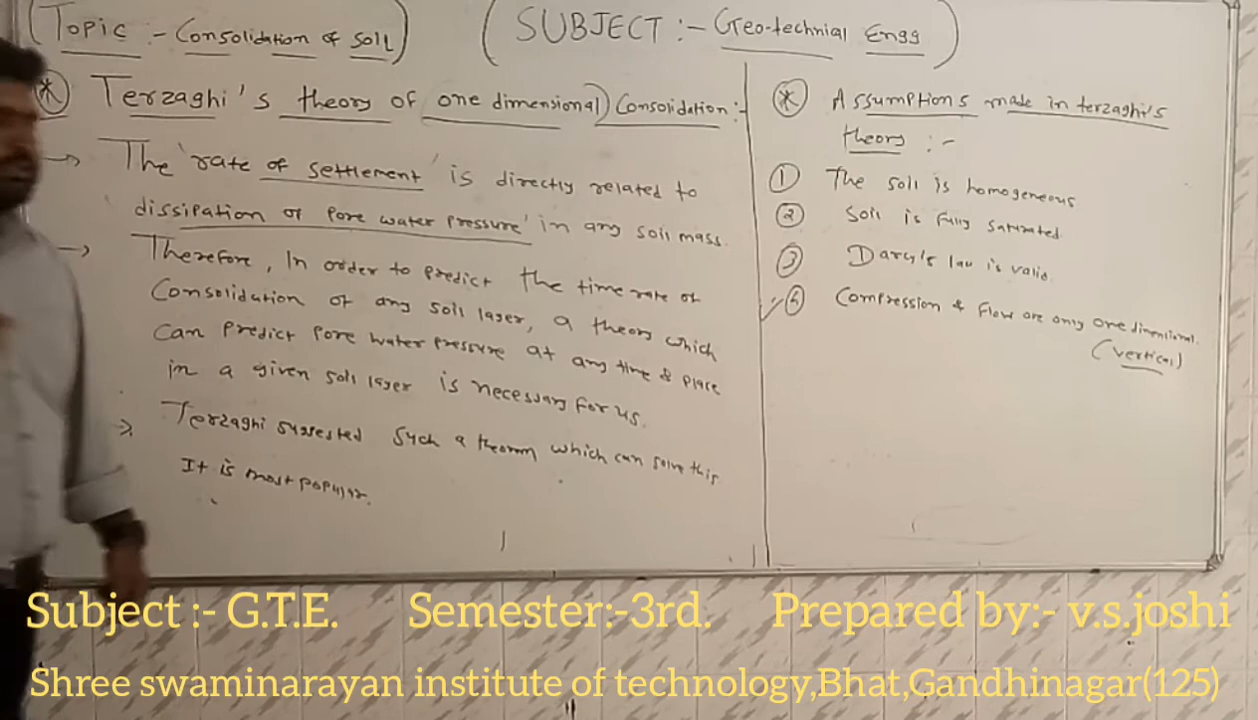 (Topic :- Consolidation of soil)
(SUBJECT :- Geo-technial Engg)
* Terzaghi's theory of one dimensional) Consolidation :-
→ The 'rate of settlement' is directly related to
dissipation of Pore water pressure' in any soil mass.
→ Therefore, In order to predict the time rate of
Consolidation of any soil layer, a theory which
can predict pore water pressure at any time & place
in a given soil layer is necessary for us.
→ Terzaghi suggested such a theorm which can solve this
It is most popular.
* Assumptions made in terzaghi's
theory :-
① The soil is homogeneous
② Soil is fully saturated.
③ Darcy's law is valid.
Compression & flow are only one dimensional.
(vertical)
Subject :- G.T.E. Semester:-3rd. Prepared by:- v.s.joshi
Shree swaminarayan institute of technology,Bhat,Gandhinagar(125)